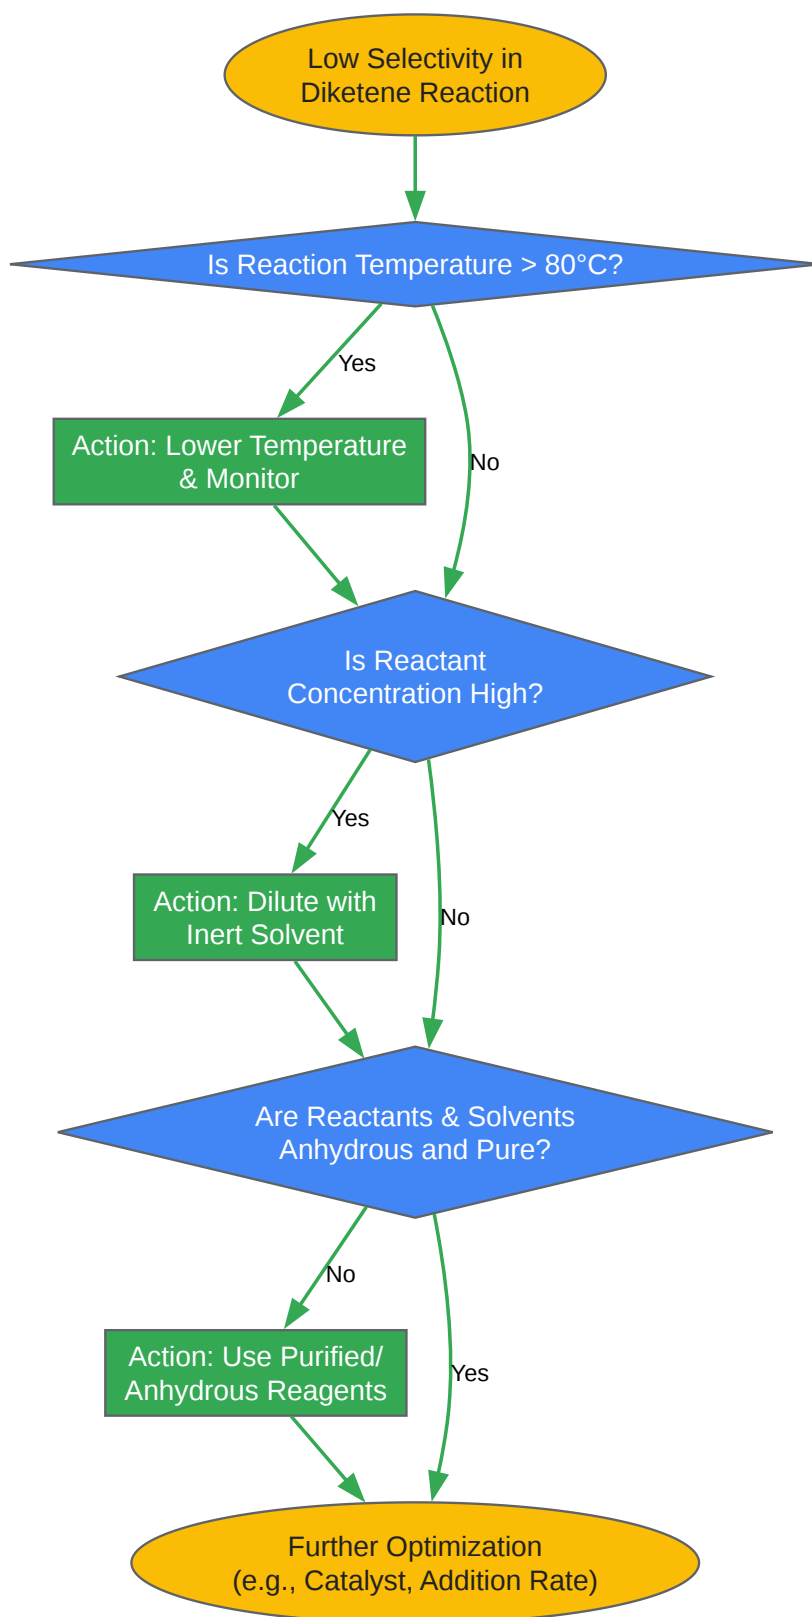 Low Selectivity in
Diketene Reaction
Is Reaction Temperature > 80°C?
Yes
Action: Lower Temperature
& Monitor
No
Is Reactant
Concentration High?
Yes
Action: Dilute with
Inert Solvent
No
Are Reactants & Solvents
Anhydrous and Pure?
No
Action: Use Purified/
Anhydrous Reagents
Yes
Further Optimization
(e.g., Catalyst, Addition Rate)